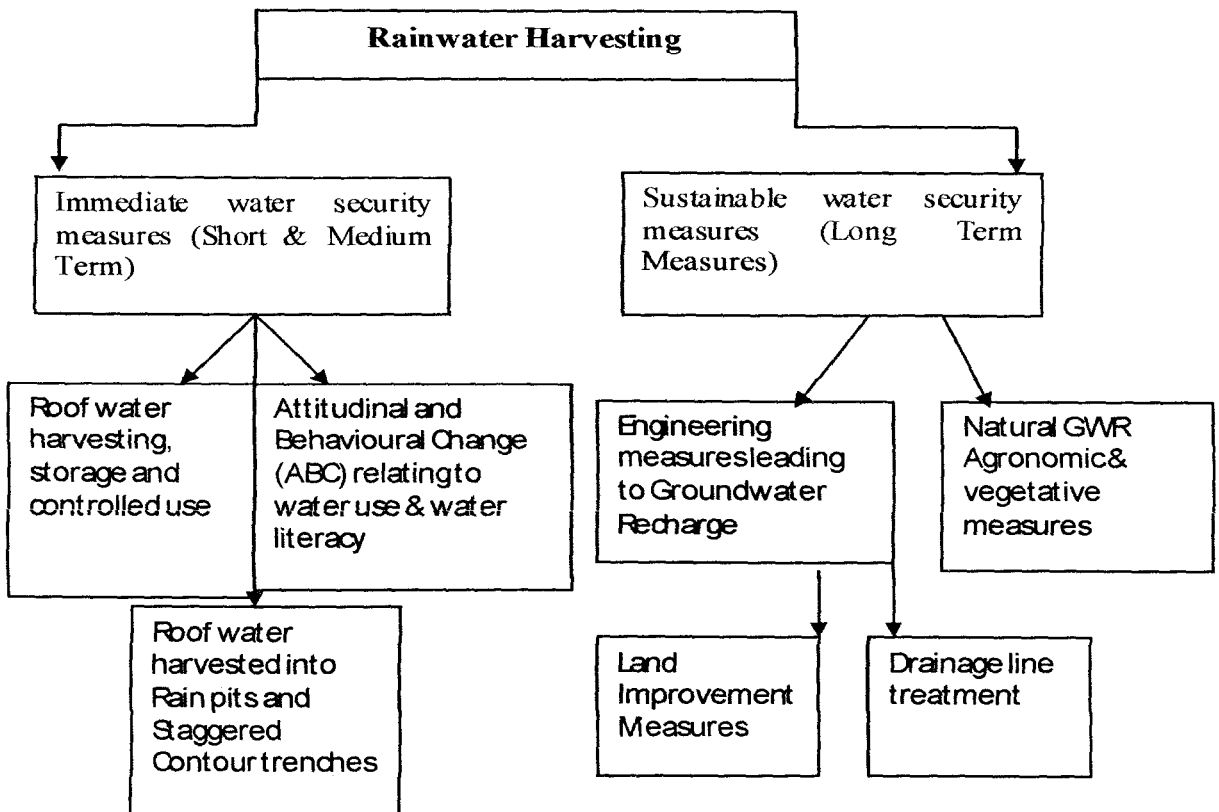 Rainwater Harvesting
Immediate water security
measures (Short & Medium
Term)
Sustainable water security
measures (Long Term
Measures)
Roof water
harvesting,
storage and
controlled use
Attitudinal and
Behavioural Change
(ABC) relating to
water use & water
literacy
Roof water
harvested into
Rain pits and
Staggered
Contour trenches
Engineering
measures leading
to Groundwater
Recharge
Natural GWR
Agronomic &
vegetative
measures
Land
Improvement
Measures
Drainage line
treatment